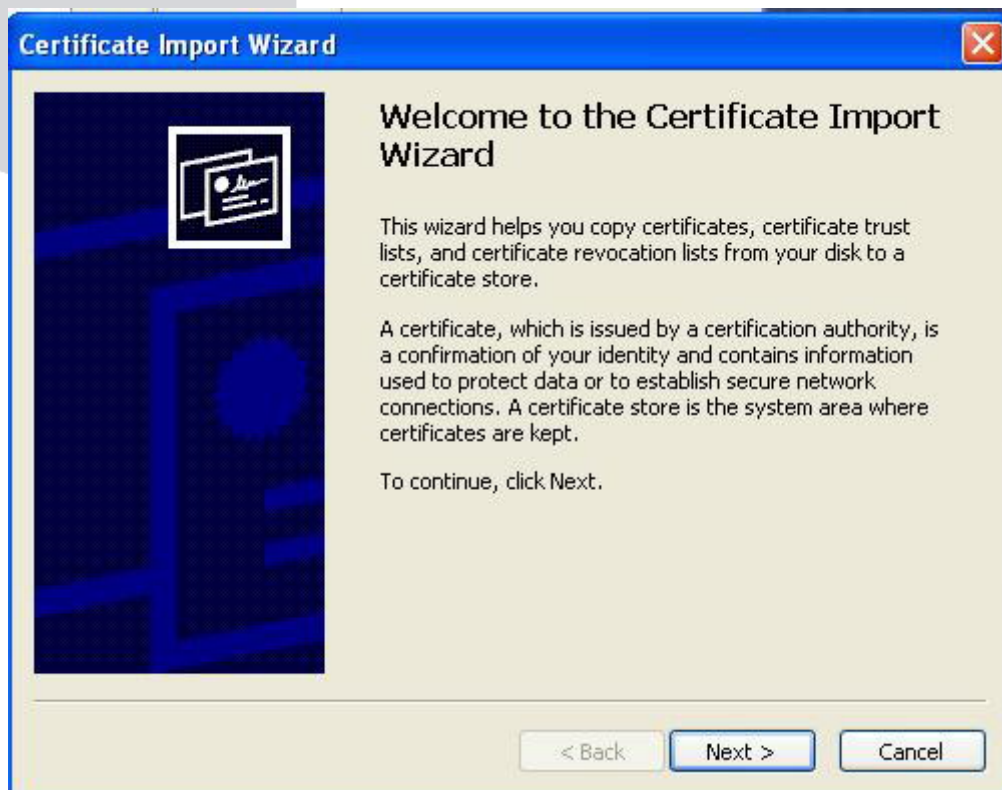 Certificate Import Wizard
Welcome to the Certificate Import
Wizard
This wizard helps you copy certificates, certificate trust
lists, and certificate revocation lists from your disk to a
certificate store.
A certificate, which is issued by a certification authority, is
a confirmation of your identity and contains information
used to protect data or to establish secure network
connections. A certificate store is the system area where
certificates are kept.
To continue, click Next.
< Back
Next >
Cancel